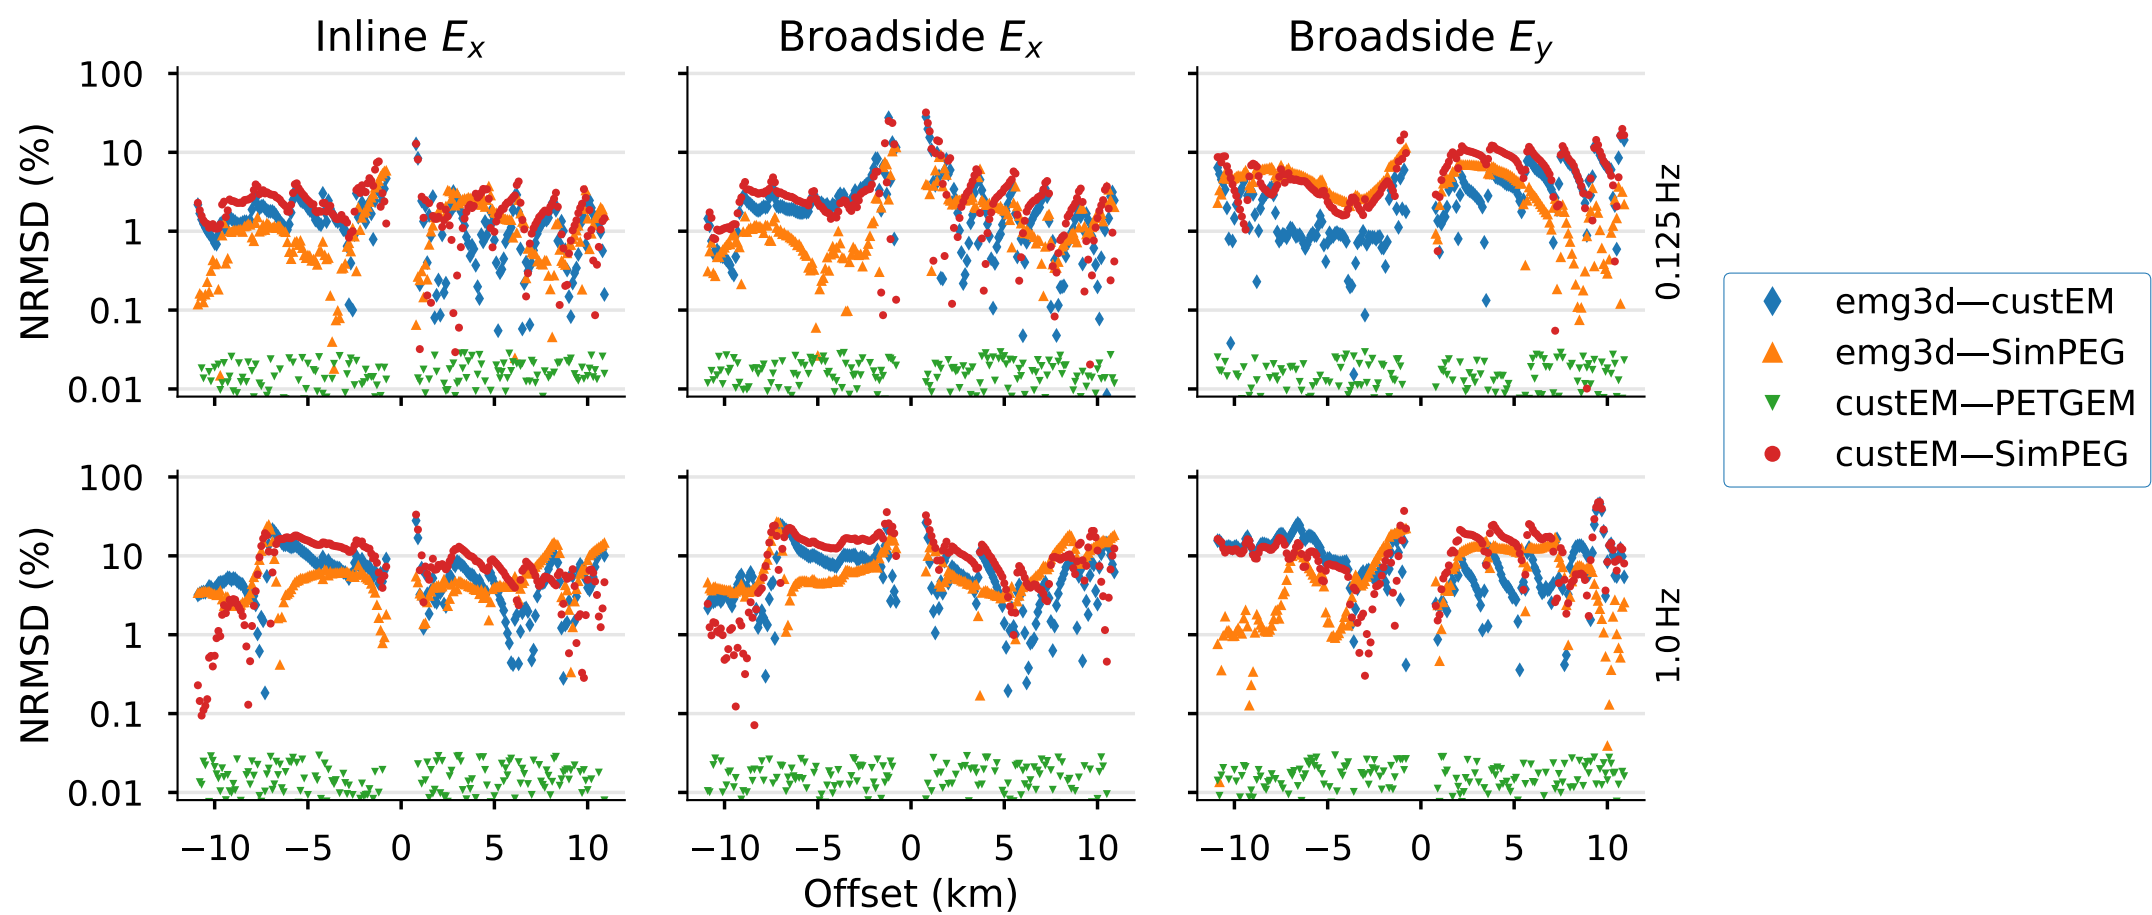 Inline Ex
Broadside Ex
Broadside Ey
NRMSD (%)
100
10
1
0.1
0.01
0.125 Hz
emg3d—custEM
emg3d—SimPEG
custEM—PETGEM
custEM—SimPEG
NRMSD (%)
100
10
1
0.1
0.01
1.0 Hz
−10 −5 0 5 10
−10 −5 0 5 10
−10 −5 0 5 10
Offset (km)